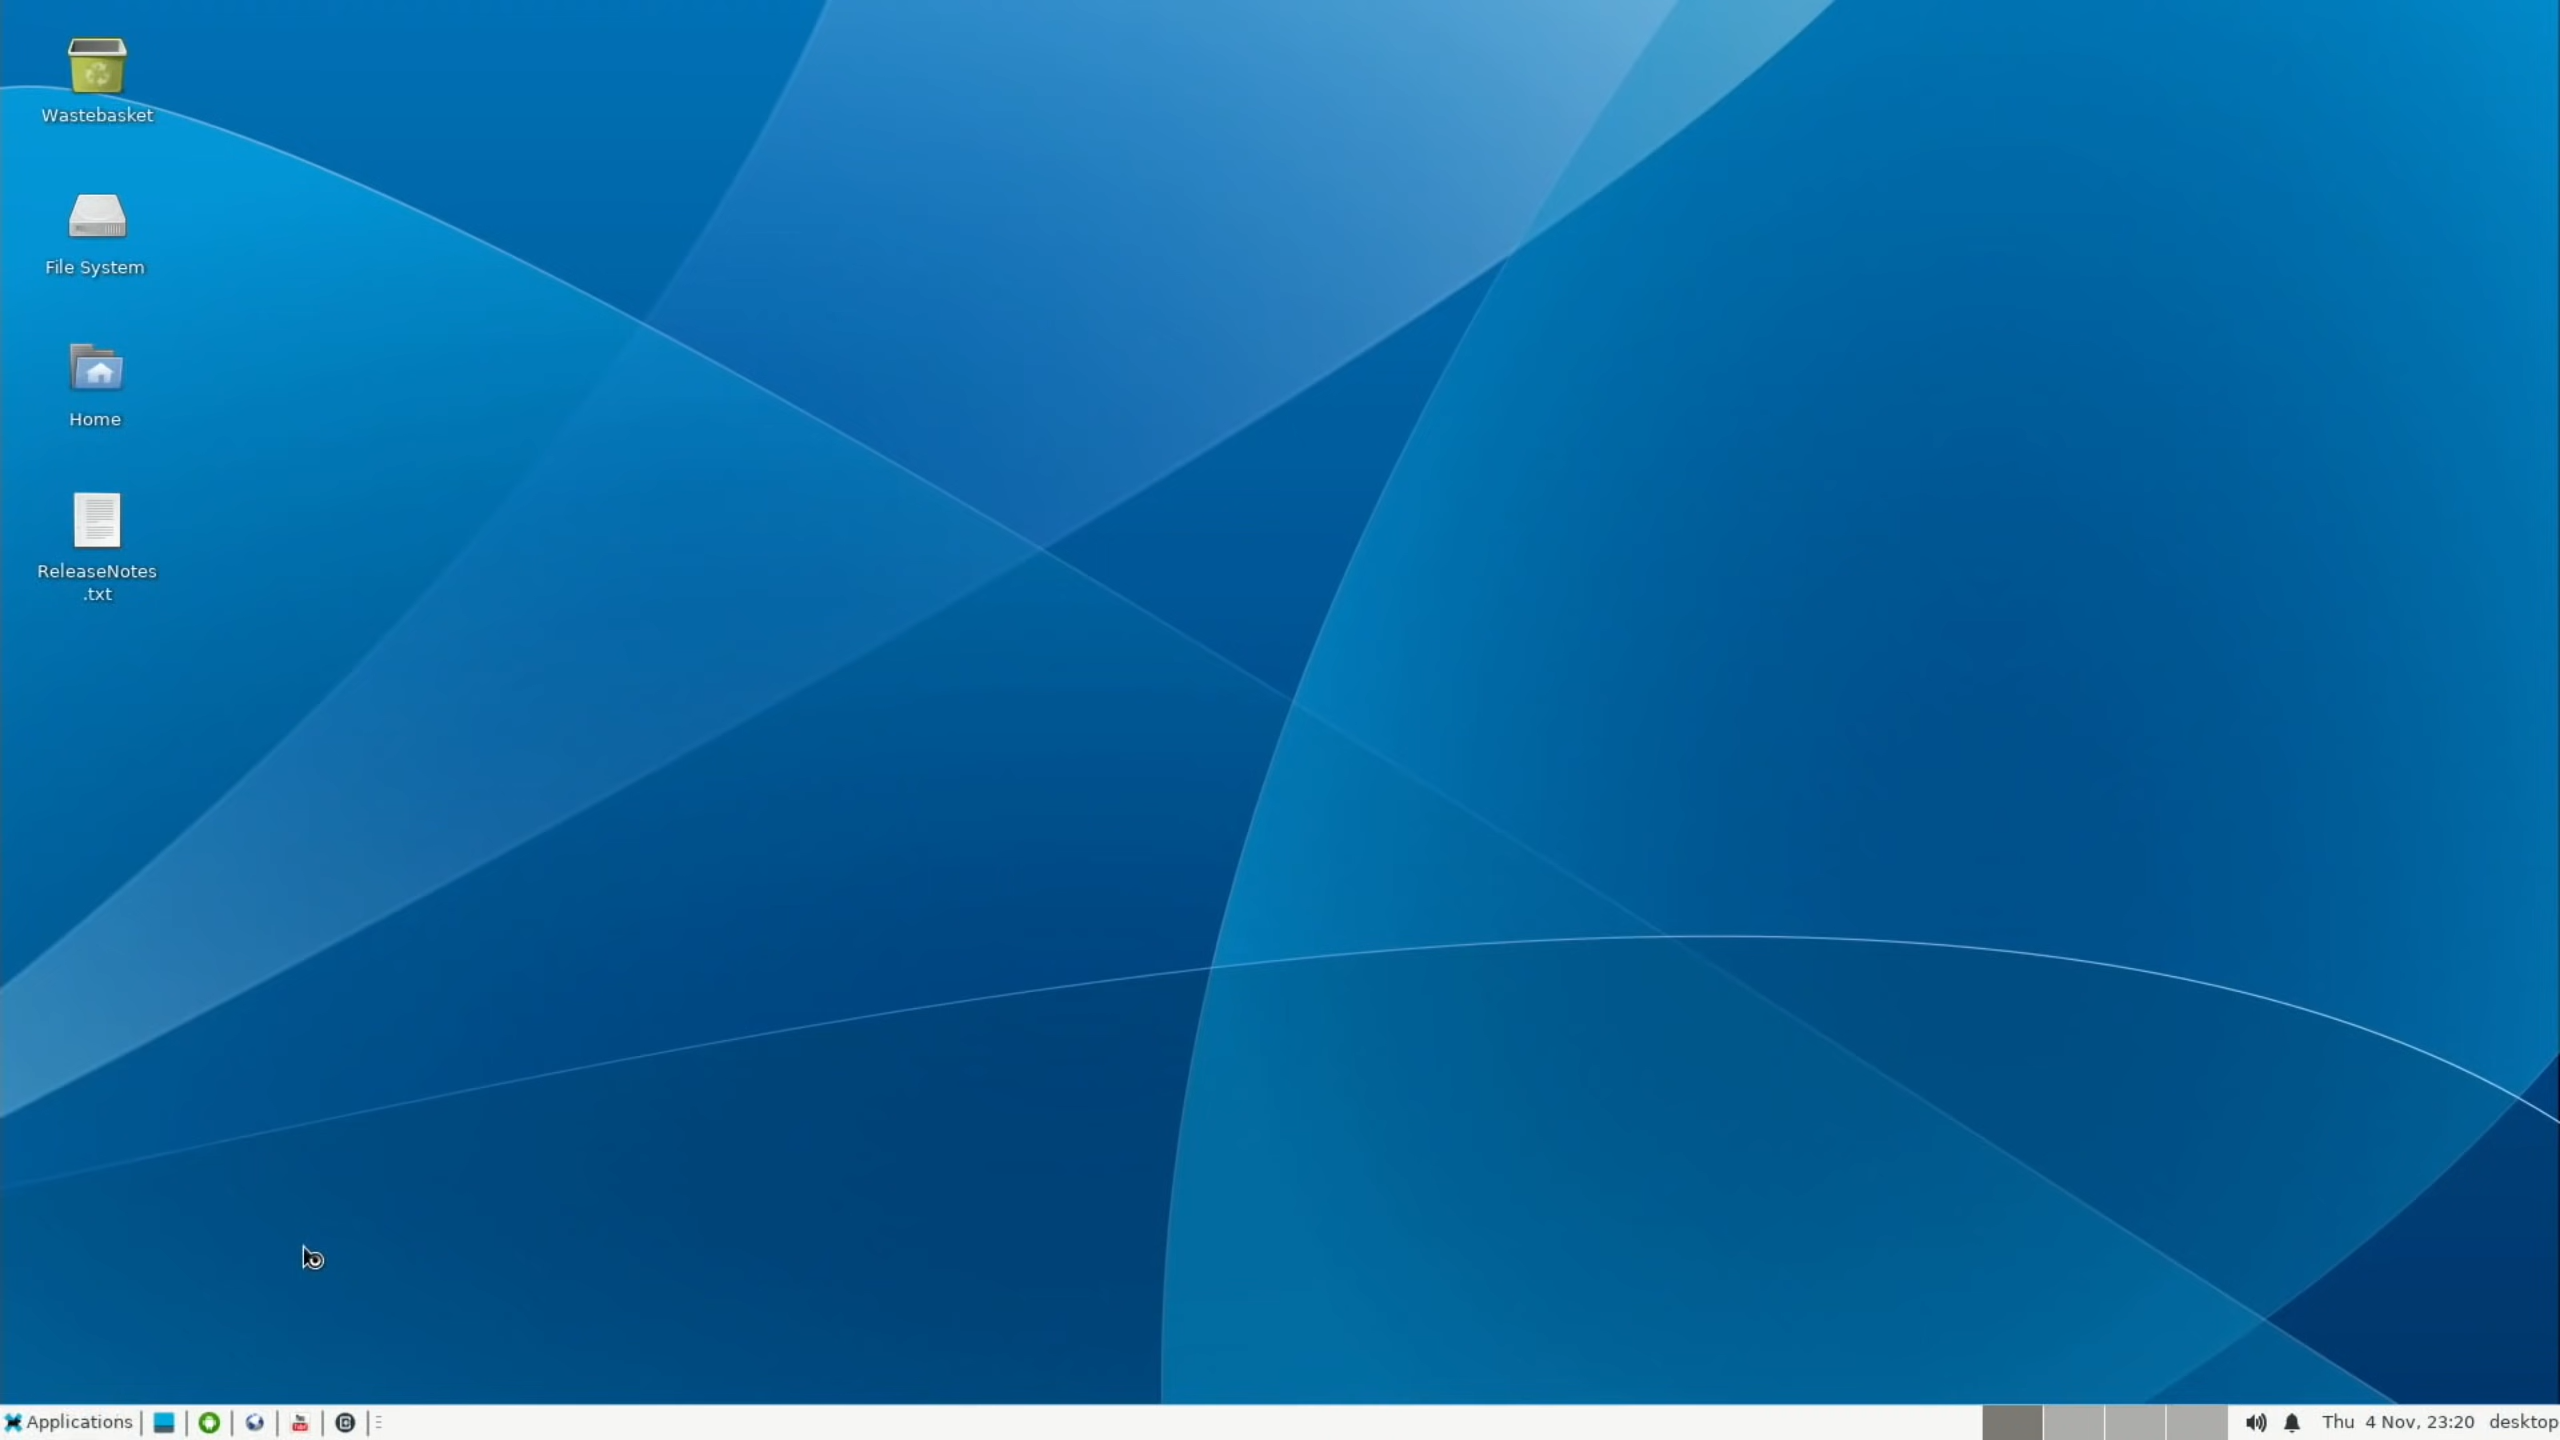 Wastebasket
File System
Home
ReleaseNotes
.txt
Applications
Thu 4 Nov, 23:20 desktop